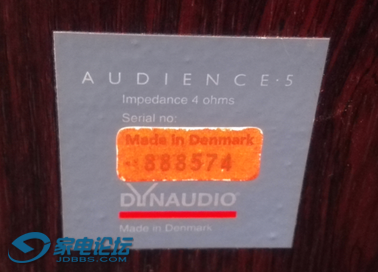 AUDIENCE·5
Impedance 4 ohms
Serial no:
Made in Denmark
888574
DYNAUDIO
Made in Denmark
家电论坛
JDBBS.COM